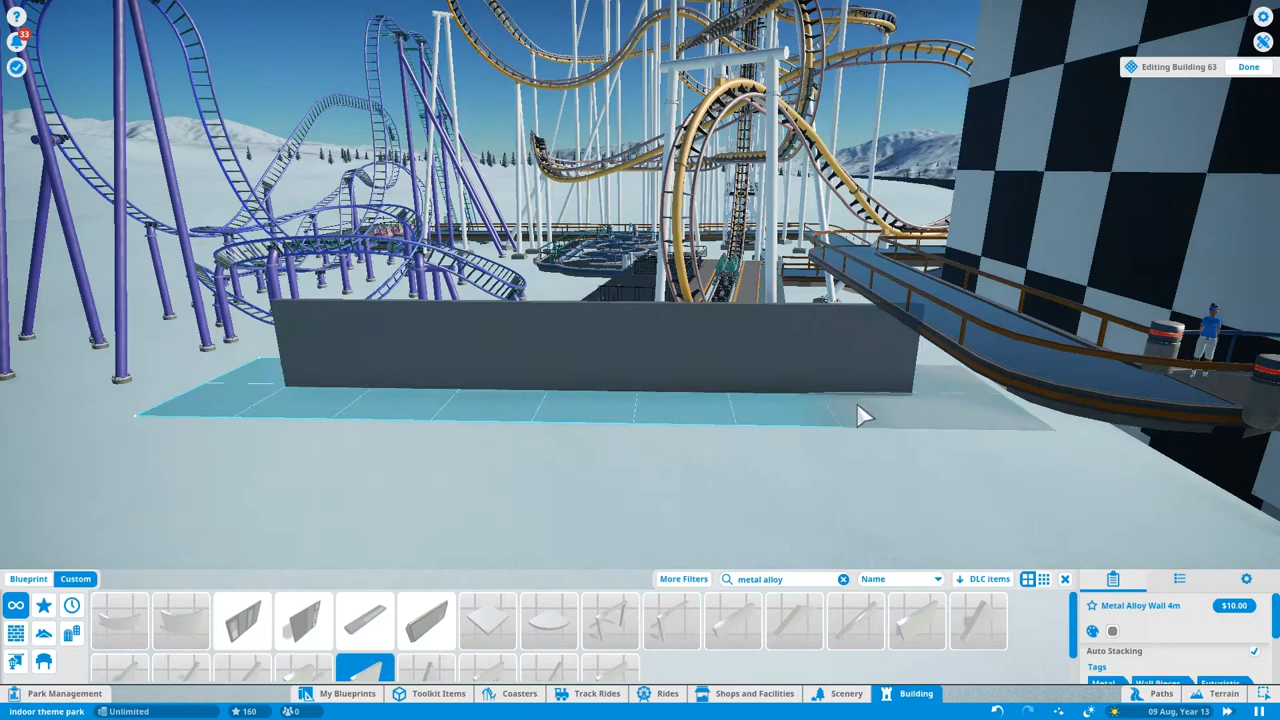 ?
33
Editing Building 63 Done
Blueprint Custom More Filters metal alloy Name DLC items
Metal Alloy Wall 4m $10.00
Auto Stacking
Tags
Park Management My Blueprints Toolkit Items Coasters Track Rides Rides Shops and Facilities Scenery Building Paths Terrain
indoor theme park Unlimited 160 0 09 Aug, Year 13